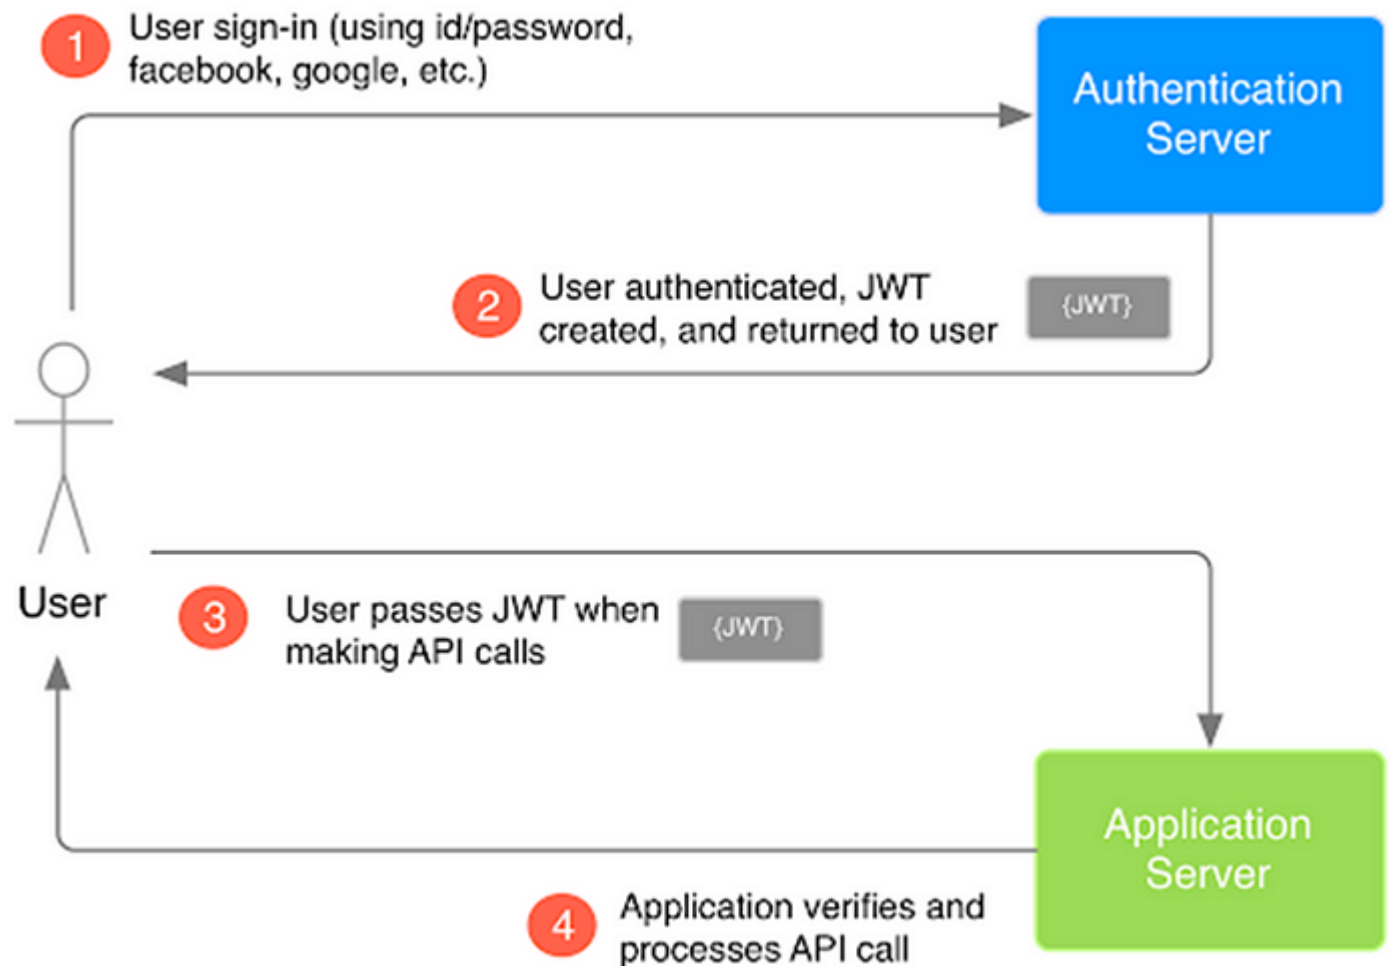 1
User sign-in (using id/password,
facebook, google, etc.)
Authentication
Server
2
User authenticated, JWT
created, and returned to user
{JWT}
User
3
User passes JWT when
making API calls
{JWT}
Application
Server
4
Application verifies and
processes API call